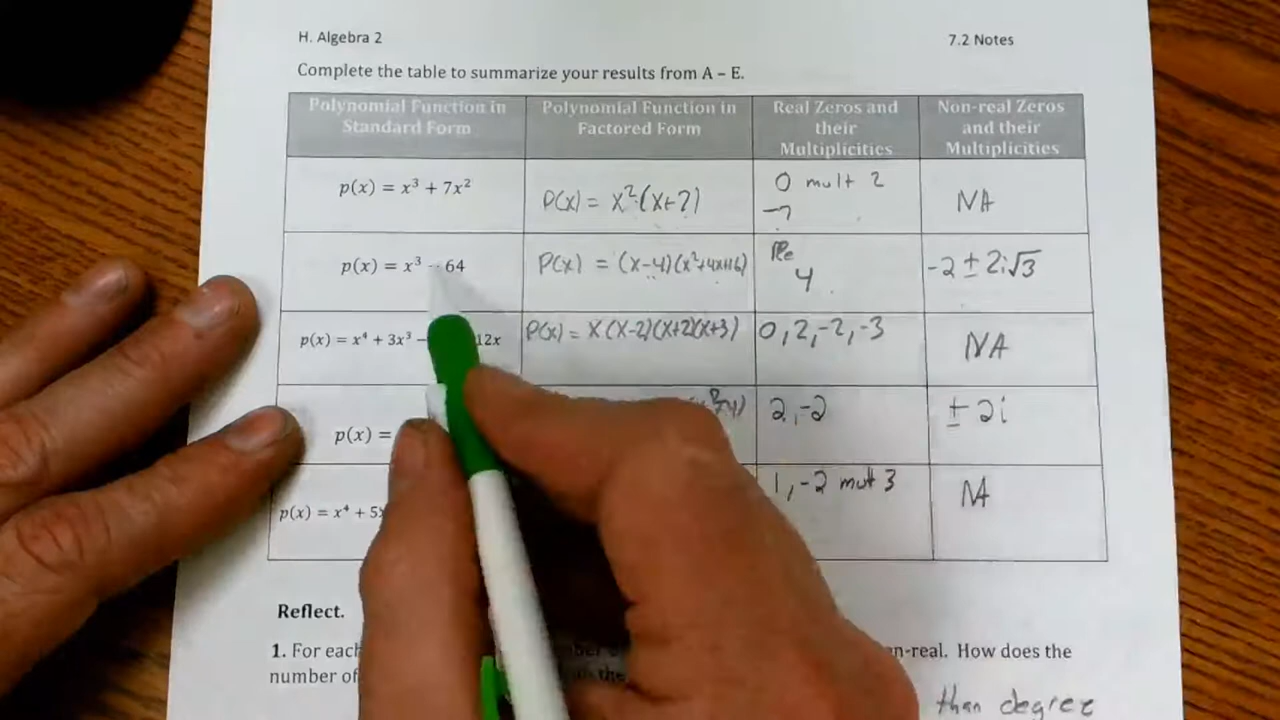 H. Algebra 2
7.2 Notes
Complete the table to summarize your results from A – E.
Polynomial Function in Standard Form
Polynomial Function in Factored Form
Real Zeros and their Multiplicities
Non-real Zeros and their Multiplicities
p(x) = x³ + 7x²
P(x) = x²(x+7)
0 mult 2
-7
NA
p(x) = x³ - 64
P(x) = (x-4)(x²+4x+16)
Re
4
-2 ± 2i√3
p(x) = x⁴ + 3x³ – 12x
P(x) = x(x-2)(x+2)(x+3)
0, 2, -2, -3
NA
p(x) =
2, -2
± 2i
p(x) = x⁴ + 5x
1, -2 mult 3
NA
Reflect.
1. For each
n-real. How does the
number of
than degree